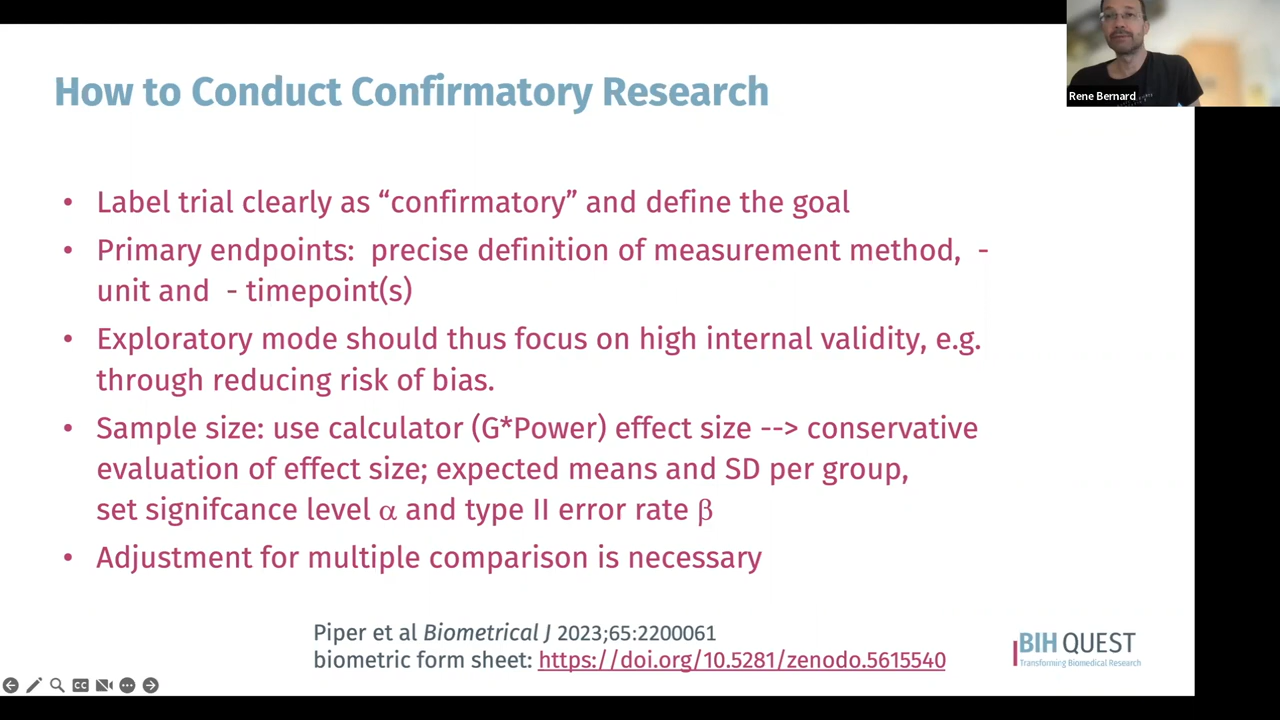 How to Conduct Confirmatory Research
Rene Bernard
• Label trial clearly as “confirmatory” and define the goal
• Primary endpoints:  precise definition of measurement method,  -
unit and  - timepoint(s)
• Exploratory mode should thus focus on high internal validity, e.g.
through reducing risk of bias.
• Sample size: use calculator (G*Power) effect size --> conservative
evaluation of effect size; expected means and SD per group,
set signifcance level α and type II error rate β
• Adjustment for multiple comparison is necessary
Piper et al Biometrical J 2023;65:2200061
biometric form sheet: https://doi.org/10.5281/zenodo.5615540
BIH QUEST
Transforming Biomedical Research
CC